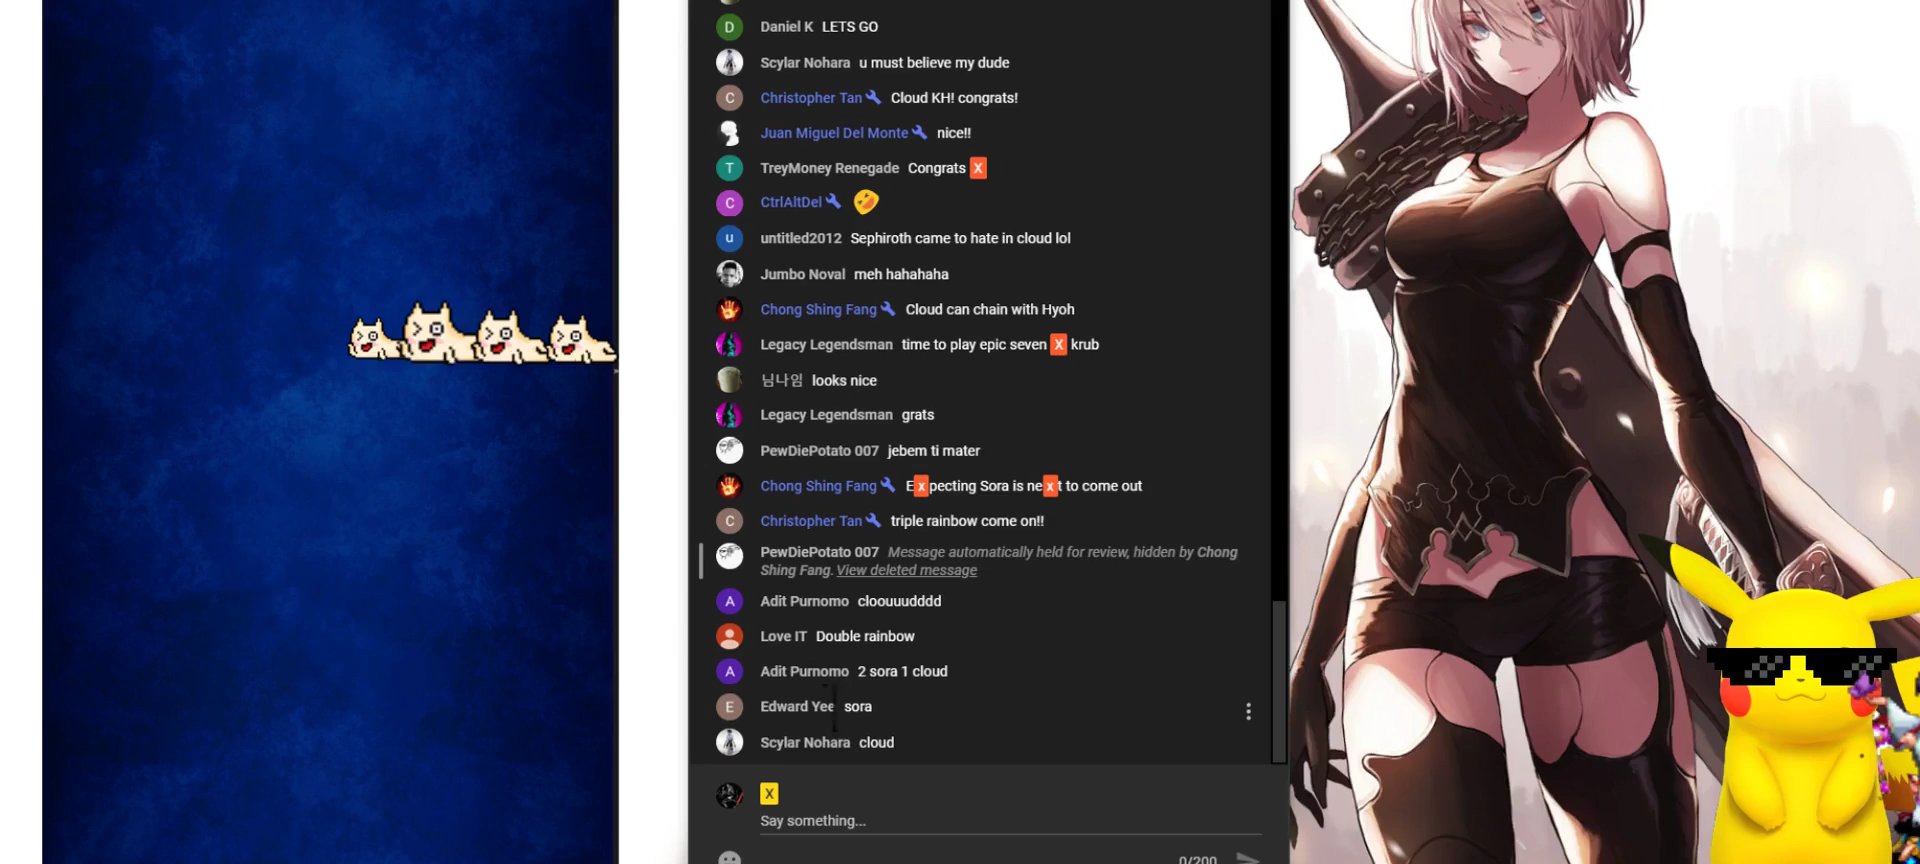 D Daniel K LETS GO
Scylar Nohara u must believe my dude
C Christopher Tan Cloud KH! congrats!
Juan Miguel Del Monte nice!!
T TreyMoney Renegade Congrats X
C CtrlAltDel
u untitled2012 Sephiroth came to hate in cloud lol
Jumbo Noval meh hahahaha
Chong Shing Fang Cloud can chain with Hyoh
Legacy Legendsman time to play epic seven X krub
님나임 looks nice
Legacy Legendsman grats
PewDiePotato 007 jebem ti mater
Chong Shing Fang Expecting Sora is next to come out
C Christopher Tan triple rainbow come on!!
PewDiePotato 007 Message automatically held for review, hidden by Chong
Shing Fang. View deleted message
A Adit Purnomo cloouuudddd
Love IT Double rainbow
A Adit Purnomo 2 sora 1 cloud
E Edward Yee sora
Scylar Nohara cloud
X
Say something...
0/200